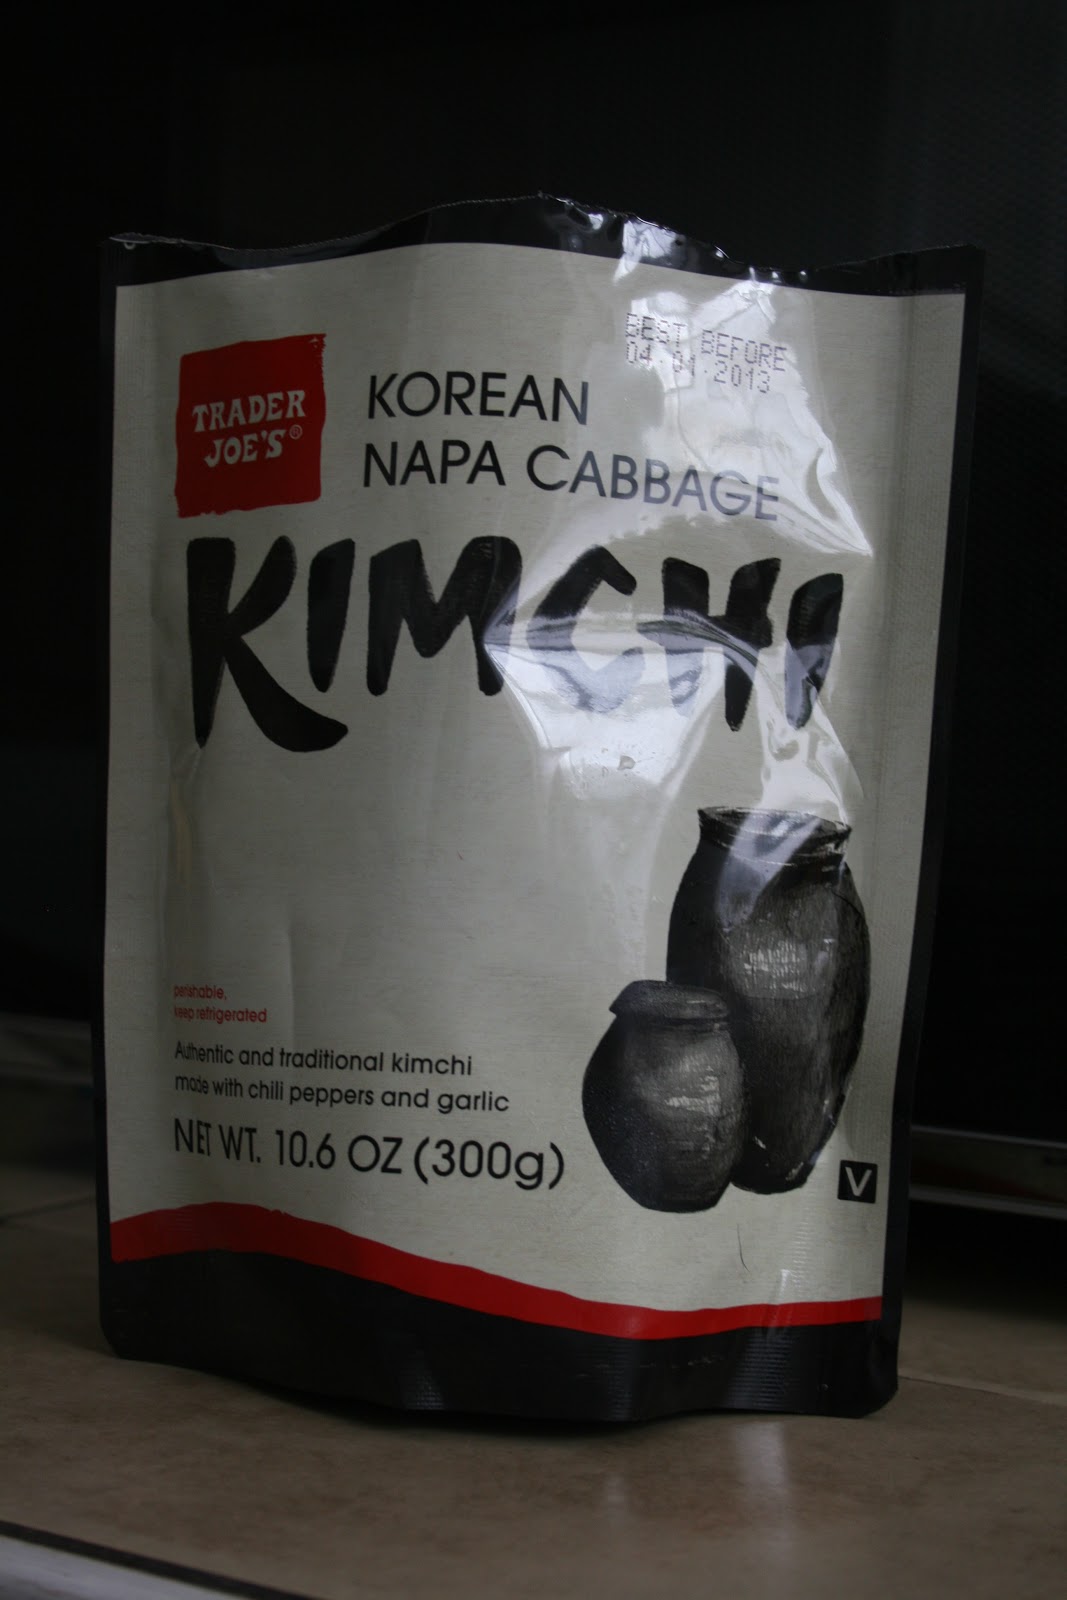 BEST BEFORE
04.01.2013
TRADER
JOE'S®
KOREAN
NAPA CABBAGE
KIMCHI
perishable,
keep refrigerated
Authentic and traditional kimchi
made with chili peppers and garlic
NET WT. 10.6 OZ (300g)
V